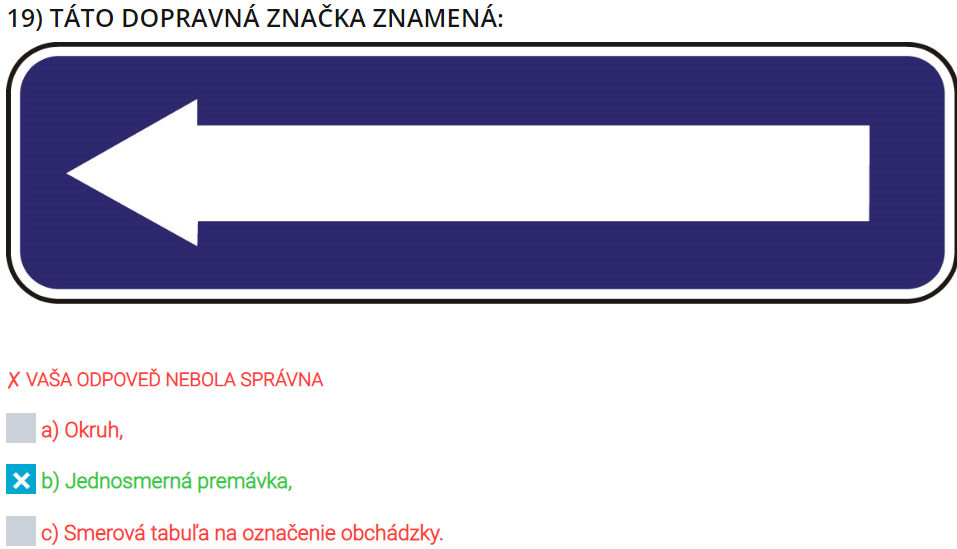 19) TÁTO DOPRAVNÁ ZNAČKA ZNAMENÁ:
✗ VAŠA ODPOVEĎ NEBOLA SPRÁVNA
a) Okruh,
b) Jednosmerná premávka,
c) Smerová tabuľa na označenie obchádzky.